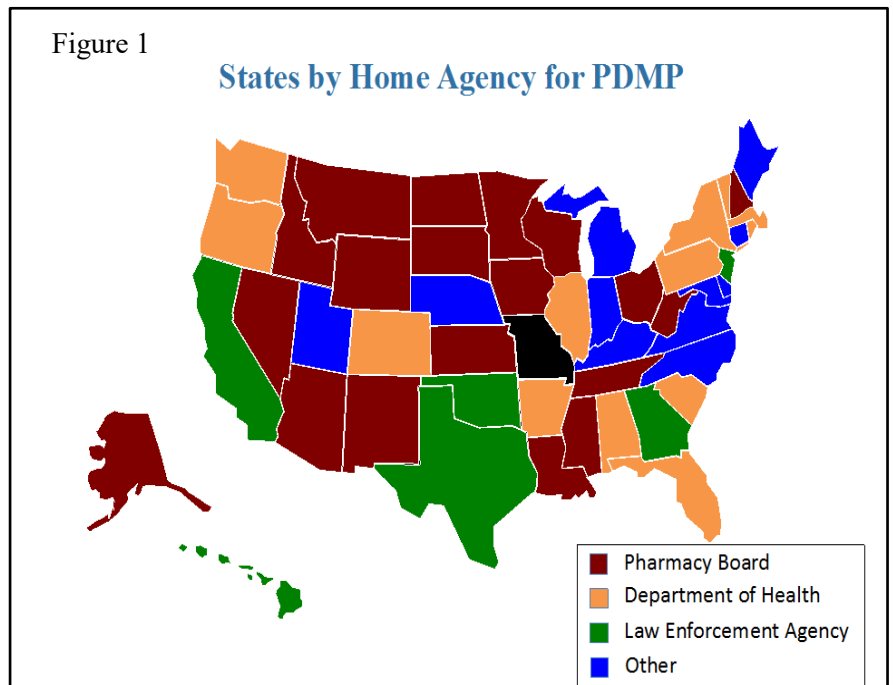 Figure 1
States by Home Agency for PDMP
Pharmacy Board
Department of Health
Law Enforcement Agency
Other